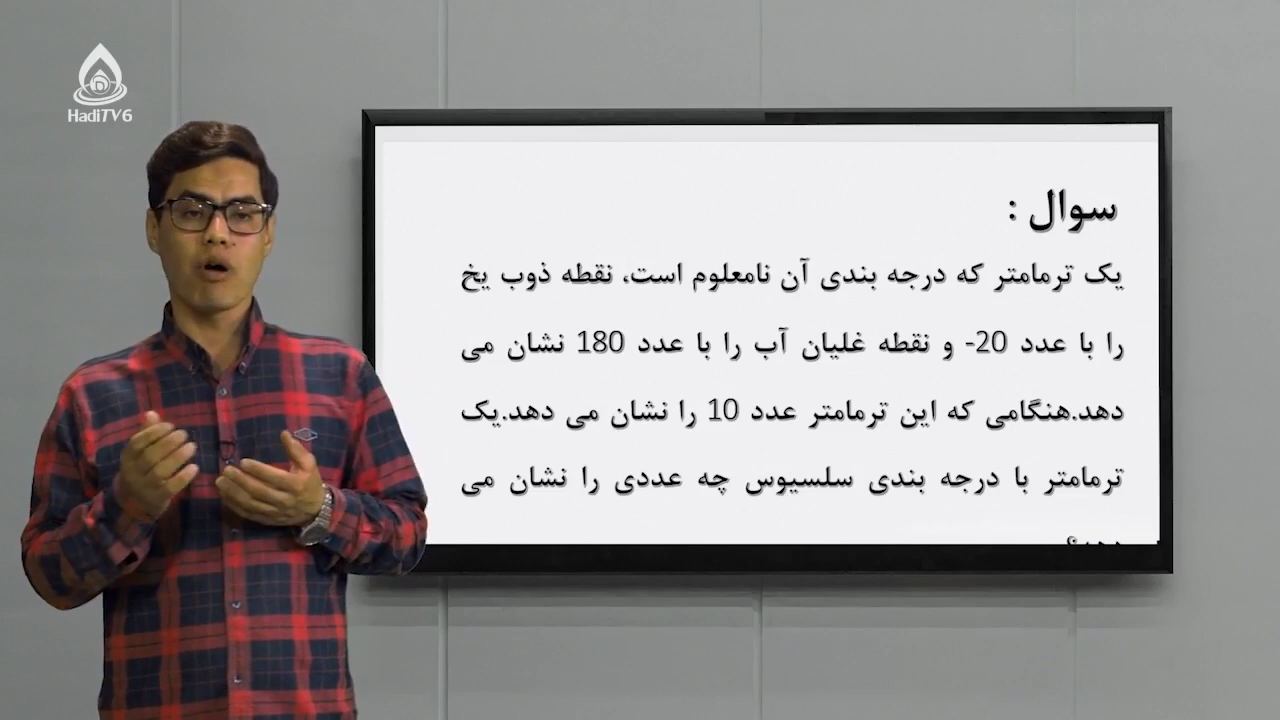 HadiTV6
سوال :
یک ترمامتر که درجه بندی آن نامعلوم است، نقطه ذوب یخ
را با عدد 20- و نقطه غلیان آب را با عدد 180 نشان می
دهد.هنگامی که این ترمامتر عدد 10 را نشان می دهد.یک
ترمامتر با درجه بندی سلسیوس چه عددی را نشان می